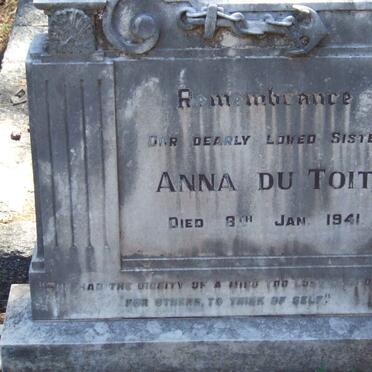 Remembrance
OUR DEARLY LOVED SISTE
ANNA DU TOIT
DIED 8TH JAN. 1941
HAD THE DIGNITY OF A MIND TOO
FOR OTHERS, TO THINK OF SELF."